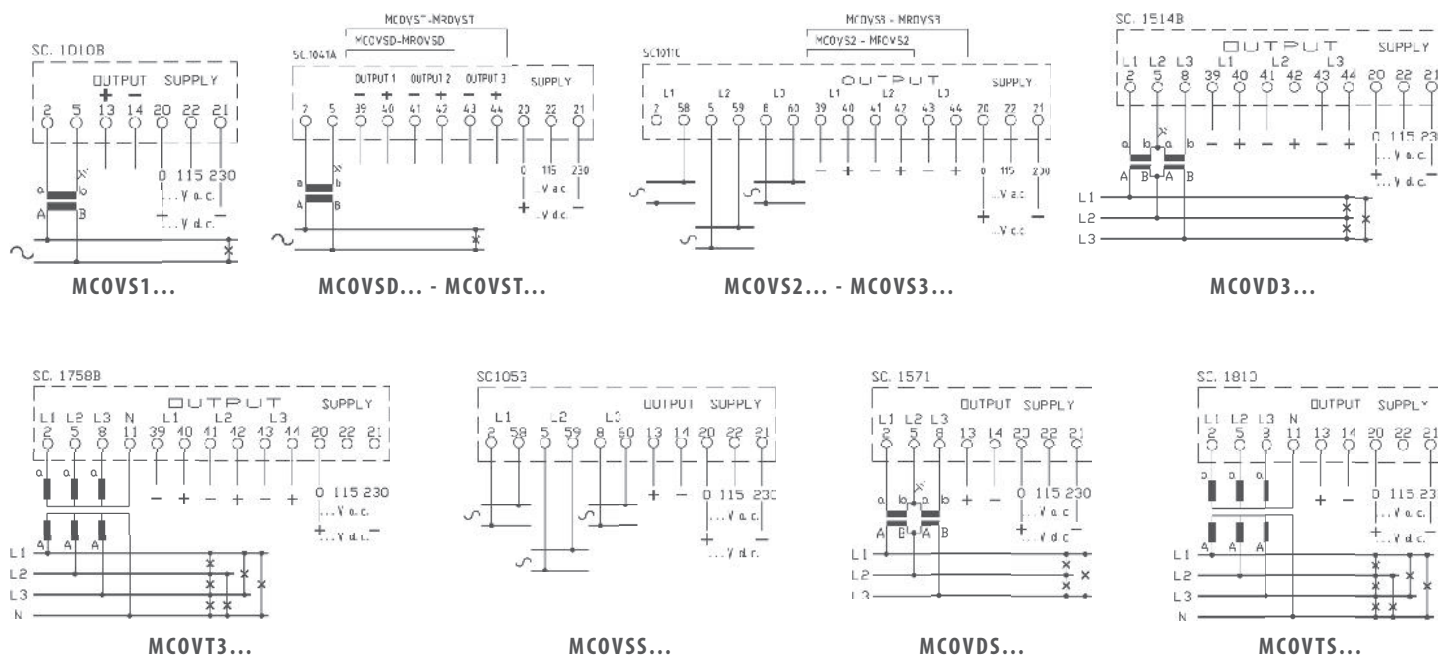 SC. 1010B
OUTPUT SUPPLY
+ −
2 5 13 14 20 22 21
a b
A B
0 115 230
...V a.c.
+ −
...V d.c.
MCOVS1...
MCOVST-MROVST
MCOVSD-MROVSD
SC.1041A
OUTPUT 1 OUTPUT 2 OUTPUT 3 SUPPLY
− + − + − +
2 5 39 40 41 42 43 44 20 22 21
a b
A B
0 115 230
...V a.c.
+ −
...V d.c.
MCOVSD... - MCOVST...
MCOVS3 - MROVS3
MCOVS2 - MROVS2
SC1011C
OUTPUT
L1 L2 L3 L1 L2 L3 SUPPLY
2 58 5 59 8 60 39 40 41 42 43 44 20 22 21
− + − + − +
0 115 230
...V a.c.
+ −
MCOVS2... - MCOVS3...
SC. 1514B
OUTPUT SUPPLY
L1 L2 L3 L1 L2 L3
2 5 8 39 40 41 42 43 44 20 22 21
a b a b
A B A B
− + − + − +
0 115 230
...V a.c.
+ −
...V d.c.
L1
L2
L3
MCOVD3...
SC. 1758B
OUTPUT SUPPLY
L1 L2 L3 N L1 L2 L3
2 5 8 11 39 40 41 42 43 44 20 22 21
a a a
A A A
− + − + − +
0 115 230
...V a.c.
+ −
...V d.c.
L1
L2
L3
N
MCOVT3...
SC1053
OUTPUT SUPPLY
L1 L2 L3
2 58 5 59 8 60 13 14 20 22 21
+ −
0 115 230
...V a.c.
+ −
...V d.c.
MCOVSS...
SC. 1571
OUTPUT SUPPLY
L1 L2 L3
2 5 8 13 14 20 22 21
a b a b
A B A B
+ −
0 115 230
...V a.c.
+ −
...V d.c.
L1
L2
L3
MCOVDS...
SC. 1810
OUTPUT SUPPLY
L1 L2 L3 N
2 5 8 11 13 14 20 22 21
a a a
A A A
+ −
0 115 23
...V a.c.
+ −
...V d.c.
L1
L2
L3
N
MCOVTS...